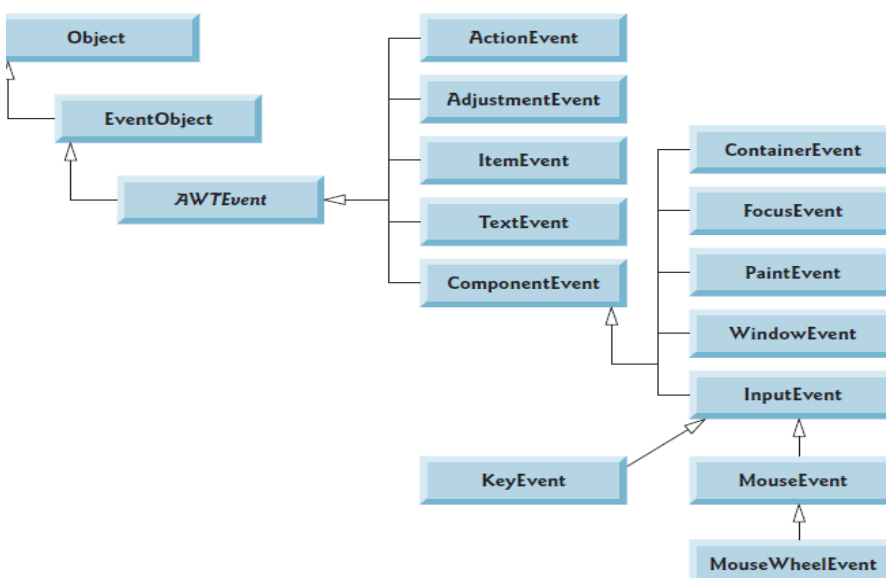 Object
ActionEvent
EventObject
AdjustmentEvent
ContainerEvent
ItemEvent
AWTEvent
FocusEvent
TextEvent
PaintEvent
ComponentEvent
WindowEvent
InputEvent
KeyEvent
MouseEvent
MouseWheelEvent